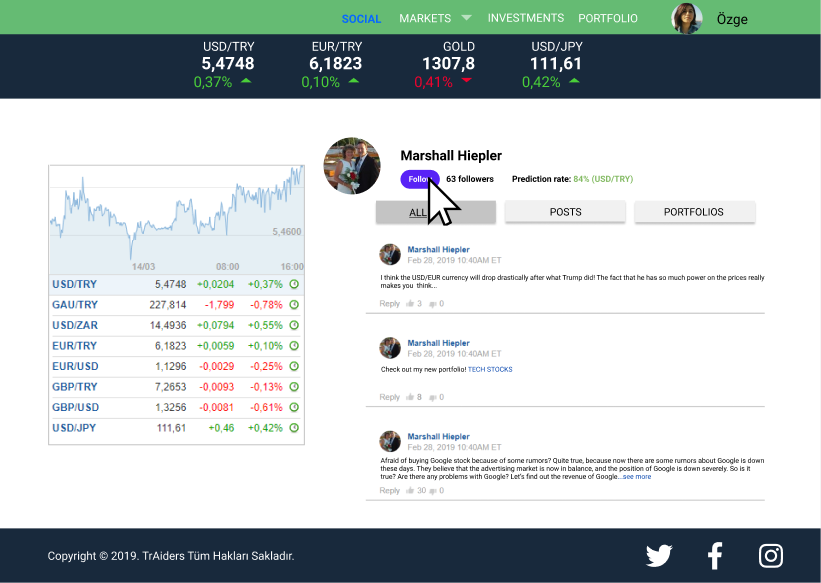 SOCIAL MARKETS INVESTMENTS PORTFOLIO Özge
USD/TRY EUR/TRY GOLD USD/JPY
5,4748 6,1823 1307,8 111,61
0,37% 0,10% 0,41% 0,42%
5,4600
14/03 08:00 16:00
USD/TRY 5,4748 +0,0204 +0,37%
GAU/TRY 227,814 -1,799 -0,78%
USD/ZAR 14,4936 +0,0794 +0,55%
EUR/TRY 6,1823 +0,0059 +0,10%
EUR/USD 1,1296 -0,0029 -0,25%
GBP/TRY 7,2653 -0,0093 -0,13%
GBP/USD 1,3256 -0,0081 -0,61%
USD/JPY 111,61 +0,46 +0,42%
Marshall Hiepler
Follow 63 followers Prediction rate: 84% (USD/TRY)
ALL POSTS PORTFOLIOS
Marshall Hiepler
Feb 28, 2019 10:40AM ET
I think the USD/EUR currency will drop drastically after what Trump did! The fact that he has so much power on the prices really
makes you think...
Reply 3 0
Marshall Hiepler
Feb 28, 2019 10:40AM ET
Check out my new portfolio! TECH STOCKS
Reply 8 0
Marshall Hiepler
Feb 28, 2019 10:40AM ET
Afraid of buying Google stock because of some rumors? Quite true, because now there are some rumors about Google is down
these days. They believe that the advertising market is now in balance, and the position of Google is down severely. So is it
true? Are there any problems with Google? Let's find out the revenue of Google...see more
Reply 30 0
Copyright © 2019. TrAiders Tüm Hakları Sakladır.